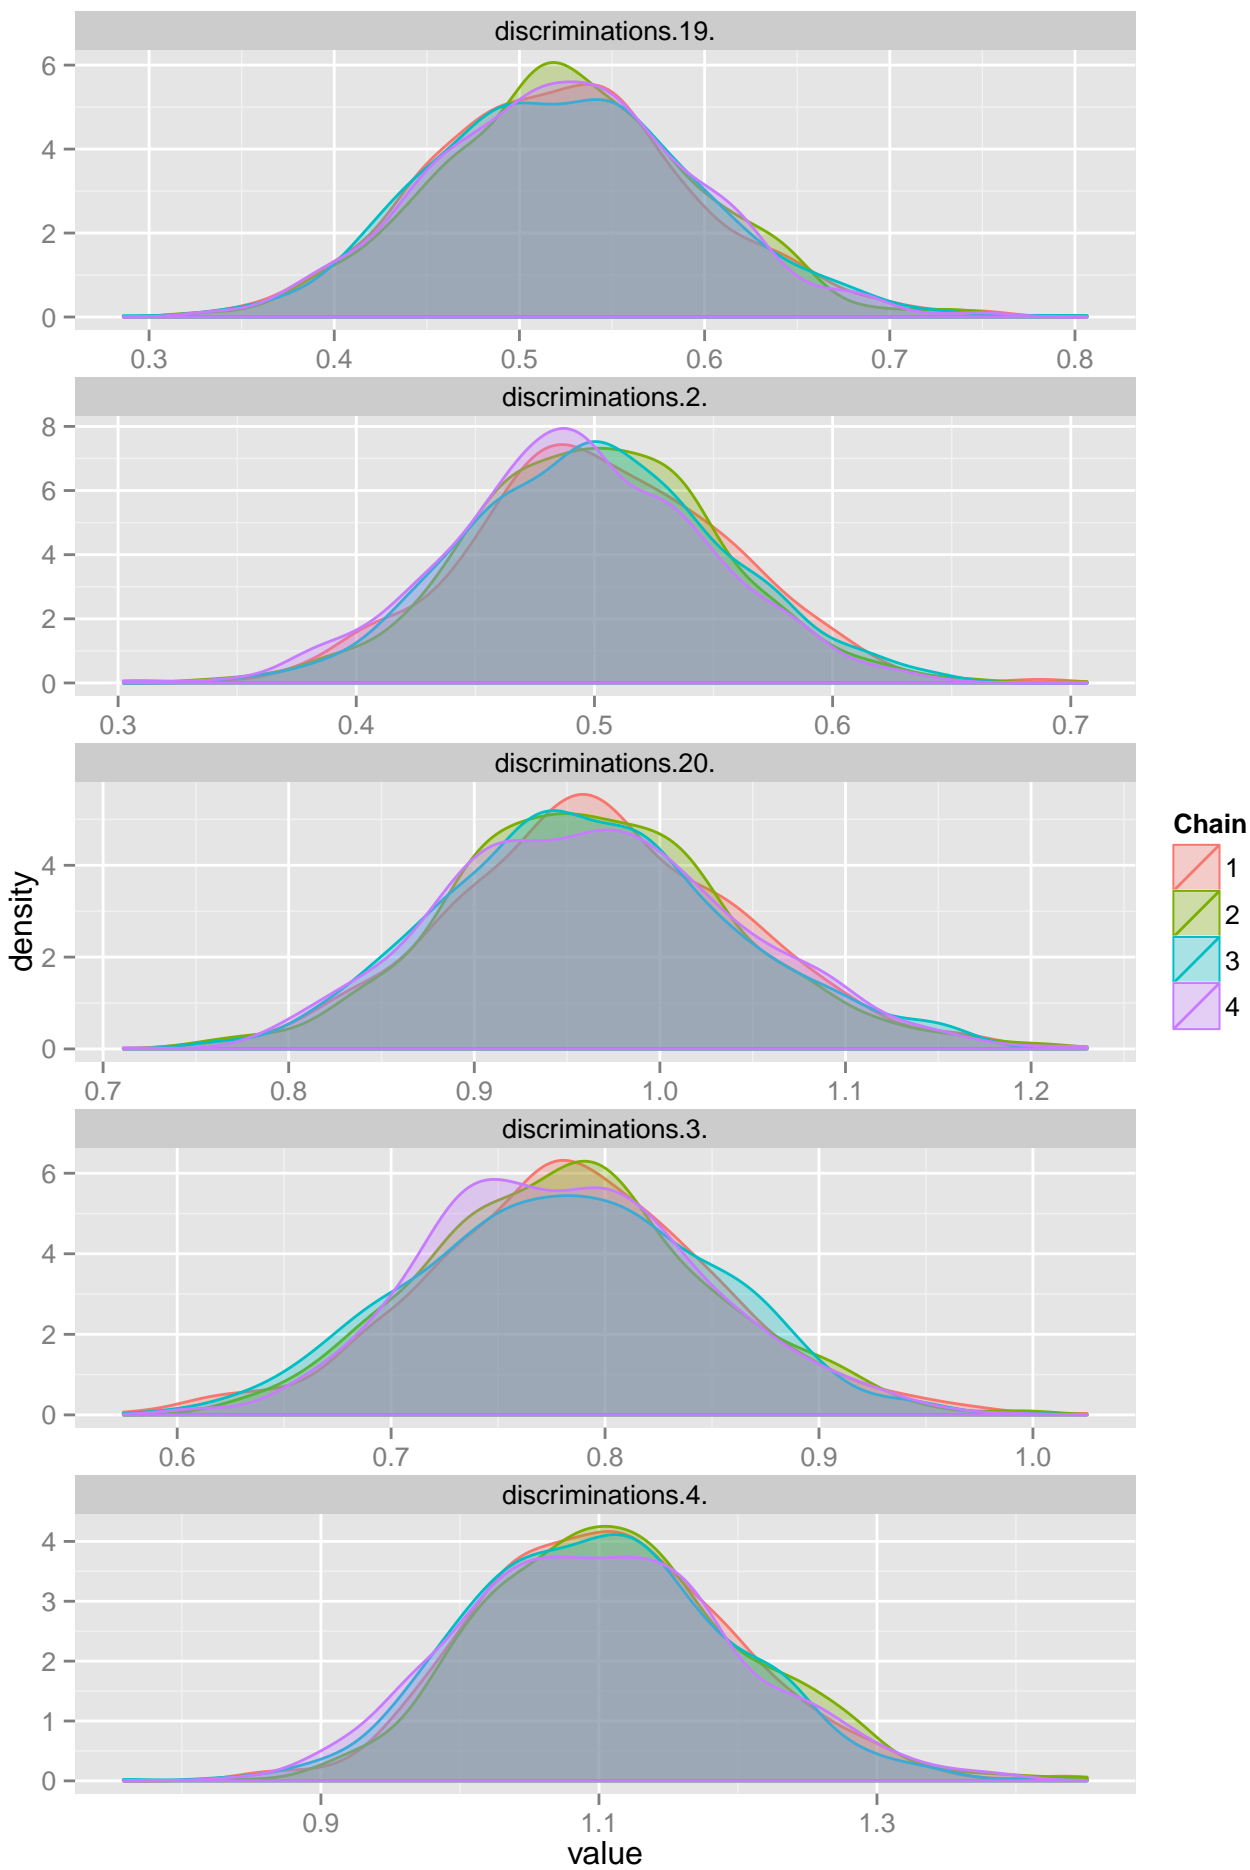 discriminations.19.
6
4
2
0
0.3 0.4 0.5 0.6 0.7 0.8
discriminations.2.
8
6
4
2
0
0.3 0.4 0.5 0.6 0.7
discriminations.20.
4
2
0
0.7 0.8 0.9 1.0 1.1 1.2
discriminations.3.
6
4
2
0
0.6 0.7 0.8 0.9 1.0
discriminations.4.
4
3
2
1
0
0.9 1.1 1.3
value
density
Chain
1
2
3
4